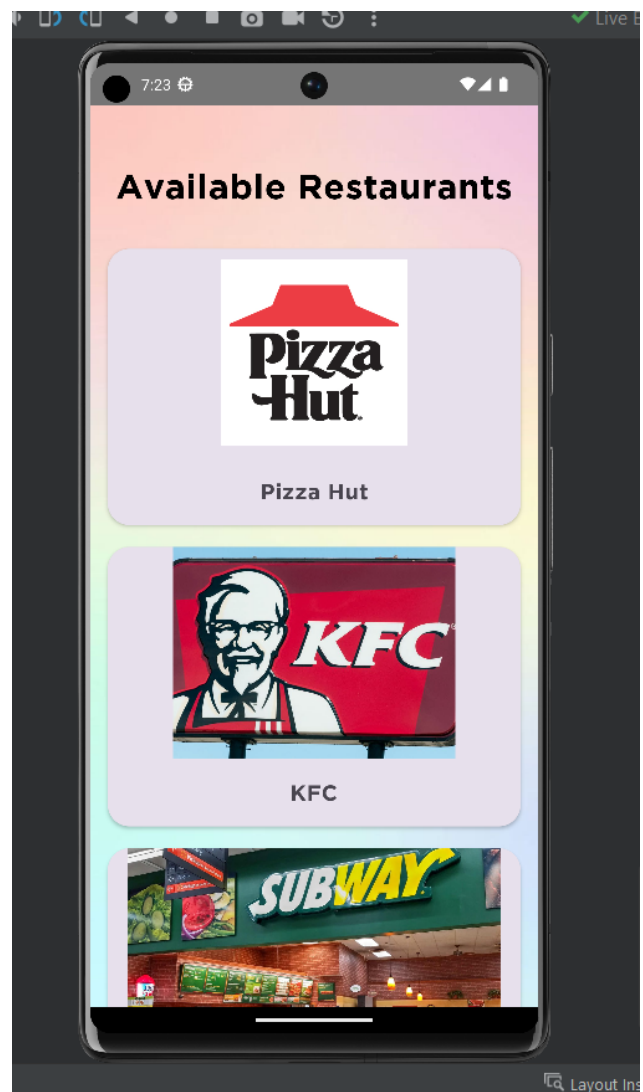 Live E
7:23
Available Restaurants
Pizza
Hut
Pizza Hut
KFC
KFC
SUBWAY
Layout Ins